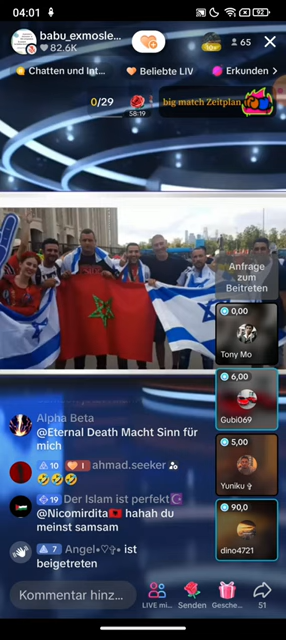 04:01
92
babu_exmosle...
82.6K
65
Chatten und Int...
Beliebte LIV
Erkunden
0/29
58:19
big match Zeitplan
Anfrage
zum
Beitreten
0,00
Tony Mo
6,00
Gubi069
5,00
Yuniku ✞
90,0
dino4721
Alpha Beta
@Eternal Death Macht Sinn für
mich
10 1 ahmad.seeker
🤣🤣🤣
19 Der Islam ist perfekt☪️
@Nicomirdita🇦🇱 hahah du
meinst samsam
7 Angel•♡✞• ist
beigetreten
Kommentar hinz...
LIVE mi...
Senden
Gesche...
51